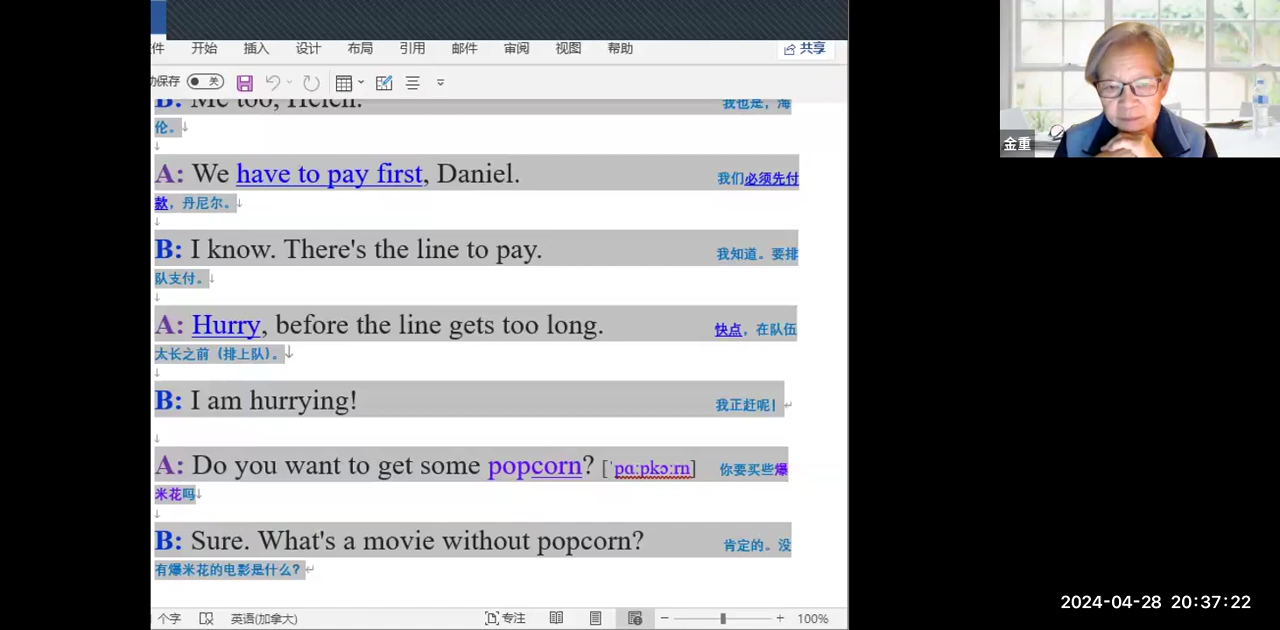 件 开始 插入 设计 布局 引用 邮件 审阅 视图 帮助 共享
动保存 关
B: Me too, Helen. 我也是，海
伦。
A: We have to pay first, Daniel. 我们必须先付
款，丹尼尔。
B: I know. There's the line to pay. 我知道。要排
队支付。
A: Hurry, before the line gets too long. 快点，在队伍
太长之前（排上队）。
B: I am hurrying! 我正赶呢！
A: Do you want to get some popcorn? [ˈpɑːpkɔːrn] 你要买些爆
米花吗
B: Sure. What's a movie without popcorn? 肯定的。没
有爆米花的电影是什么？
个字 英语(加拿大) 专注 100%
金重
2024-04-28 20:37:22